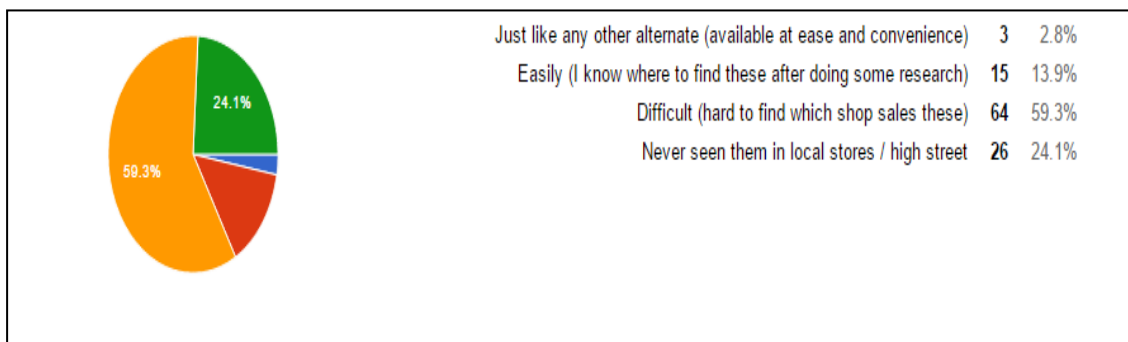 Just like any other alternate (available at ease and convenience) 3 2.8%
Easily (I know where to find these after doing some research) 15 13.9%
Difficult (hard to find which shop sales these) 64 59.3%
Never seen them in local stores / high street 26 24.1%
24.1%
59.3%